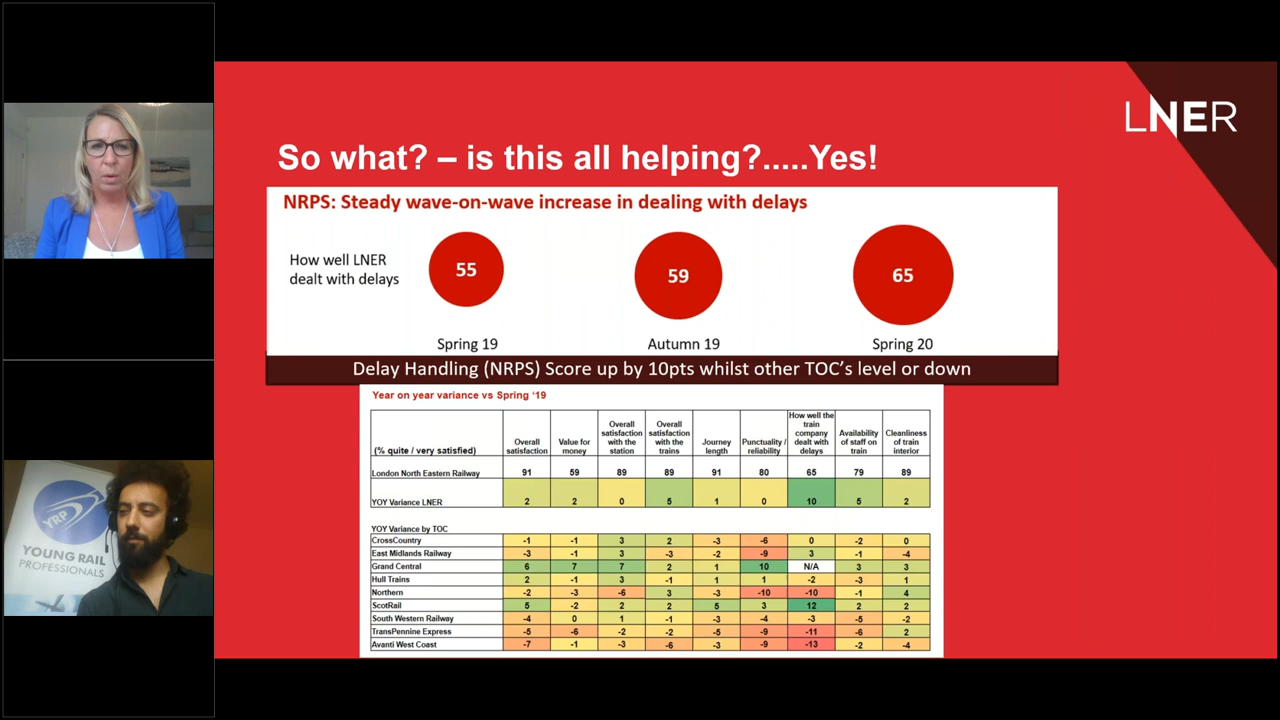 LNER
So what? – is this all helping?.....Yes!
NRPS: Steady wave-on-wave increase in dealing with delays
How well LNER
dealt with delays
55
59
65
Spring 19
Autumn 19
Spring 20
Delay Handling (NRPS) Score up by 10pts whilst other TOC's level or down
Year on year variance vs Spring '19
(% quite / very satisfied)
Overall
satisfaction
Value for
money
Overall
satisfaction
with the
station
Overall
satisfaction
with the
trains
Journey
length
Punctuality /
reliability
How well the
train
company
dealt with
delays
Availability
of staff on
train
Cleanliness
of train
interior
London North Eastern Railway 91 59 89 89 91 80 65 79 89
YOY Variance LNER 2 2 0 5 1 0 10 5 2
YOY Variance by TOC
CrossCountry -1 -1 3 2 -3 -6 0 -2 0
East Midlands Railway -3 -1 3 -3 -2 -9 3 -1 -4
Grand Central 6 7 7 2 1 10 N/A 3 3
Hull Trains 2 -1 3 -1 1 1 -2 -3 1
Northern -2 -3 -6 3 -3 -10 -10 -1 4
ScotRail 5 -2 2 2 5 3 12 2 2
South Western Railway -4 0 1 -1 -3 -4 -3 -5 -2
TransPennine Express -5 -6 -2 -2 -5 -9 -11 -6 2
Avanti West Coast -7 -1 -3 -6 -3 -9 -13 -2 -4
YRP
YOUNG RAIL
PROFESSIONALS